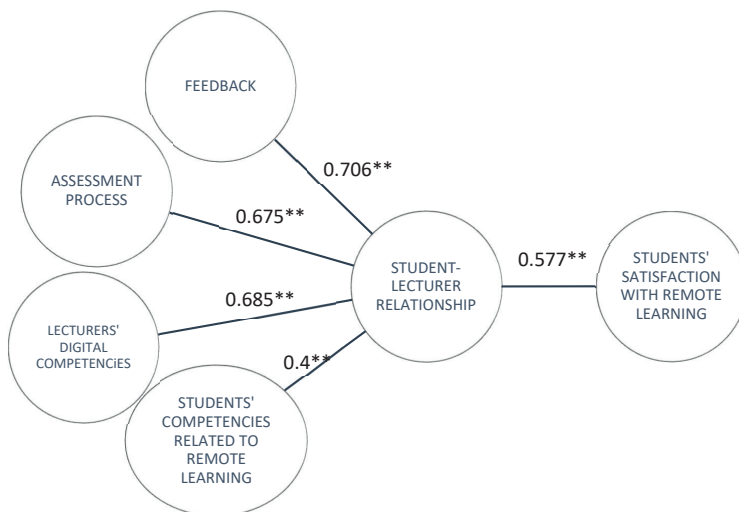 FEEDBACK
0.706**
ASSESSMENT
PROCESS
0.675**
STUDENT-
LECTURER
RELATIONSHIP
0.577**
STUDENTS'
SATISFACTION
WITH REMOTE
LEARNING
0.685**
LECTURERS'
DIGITAL
COMPETENCiES
0.4**
STUDENTS'
COMPETENCIES
RELATED TO
REMOTE
LEARNING